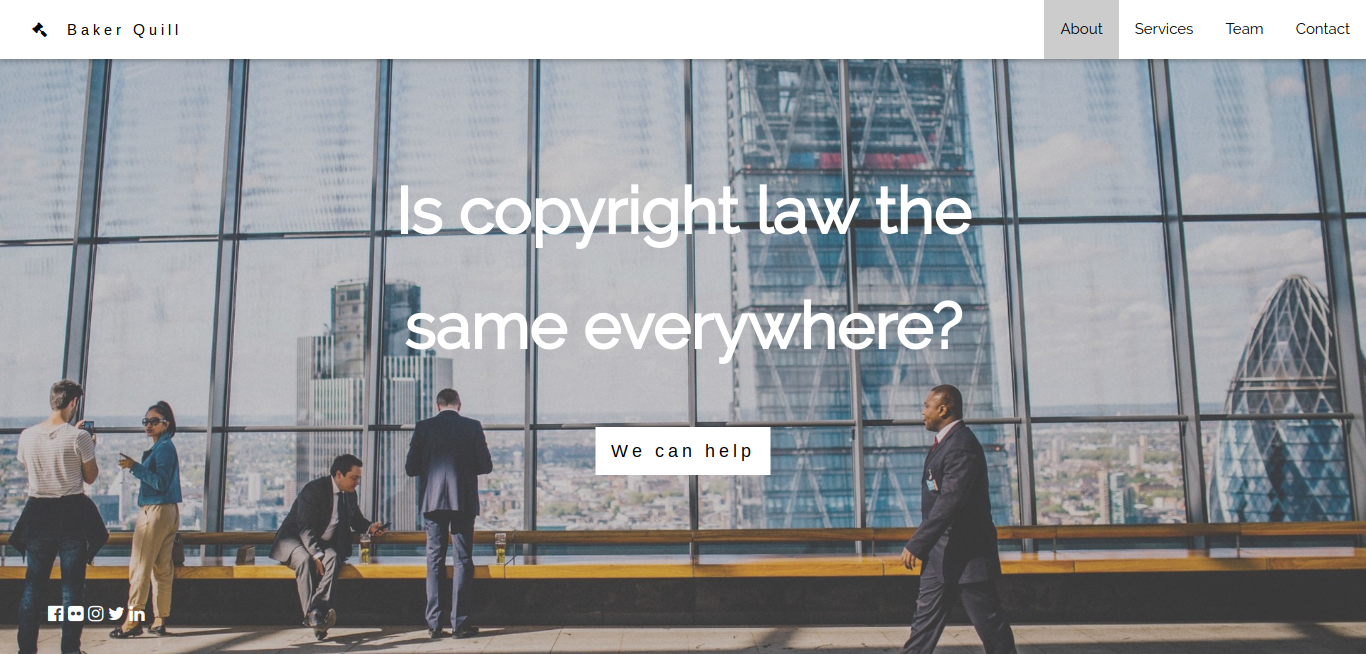 Baker Quill
About Services Team Contact
Is copyright law the
same everywhere?
We can help